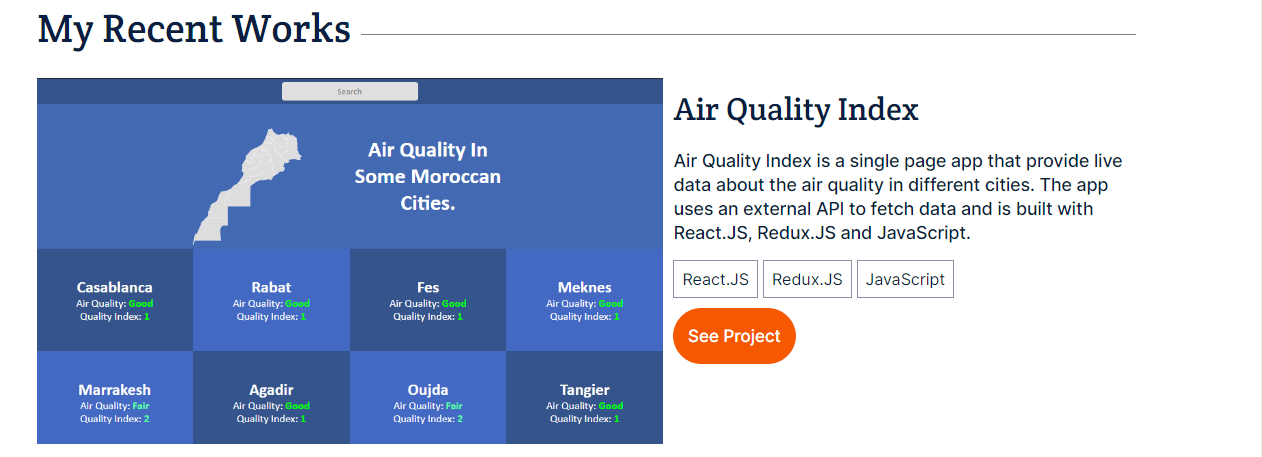 My Recent Works
Search
Air Quality In
Some Moroccan
Cities.
Casablanca
Air Quality: Good
Quality Index: 1
Rabat
Air Quality: Good
Quality Index: 1
Fes
Air Quality: Good
Quality Index: 1
Meknes
Air Quality: Good
Quality Index: 1
Marrakesh
Air Quality: Fair
Quality Index: 2
Agadir
Air Quality: Good
Quality Index: 1
Oujda
Air Quality: Fair
Quality Index: 2
Tangier
Air Quality: Good
Quality Index: 1
Air Quality Index
Air Quality Index is a single page app that provide live
data about the air quality in different cities. The app
uses an external API to fetch data and is built with
React.JS, Redux.JS and JavaScript.
React.JS
Redux.JS
JavaScript
See Project